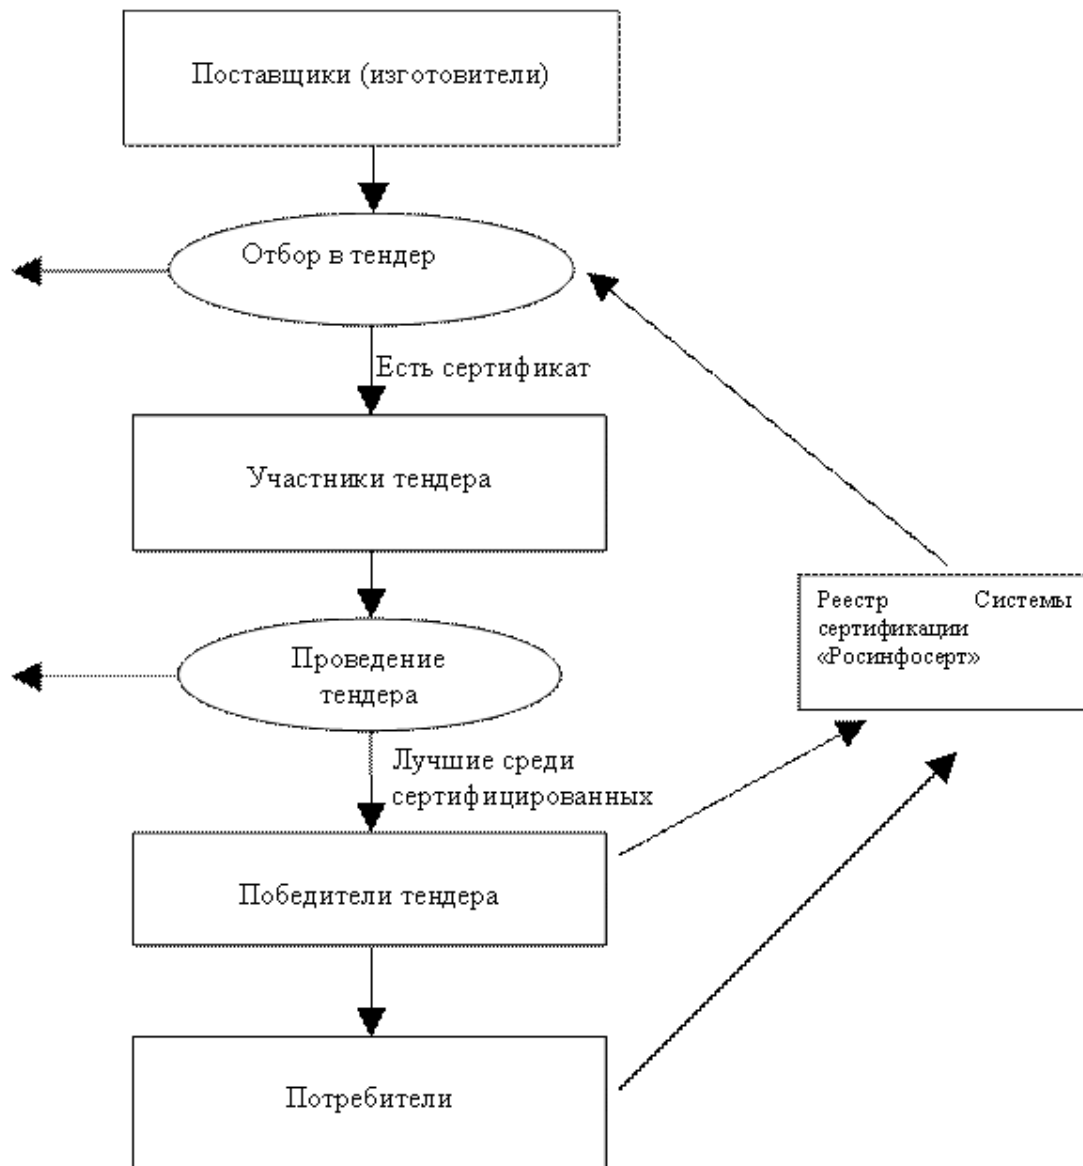 Поставщики (изготовители)
Отбор в тендер
Есть сертификат
Участники тендера
Реестр Системы
сертификации
«Росинфосерт»
Проведение
тендера
Лучшие среди
сертифицированных
Победители тендера
Потребители